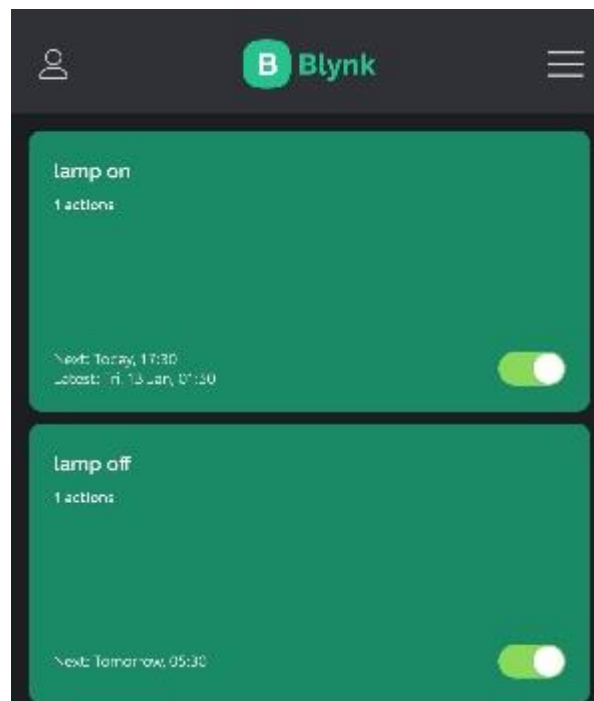 B Blynk
lamp on
1 actions
Next: Today, 17:30
Latest: Fri, 13 Jan, 01:30
lamp off
1 actions
Next: Tomorrow, 05:30